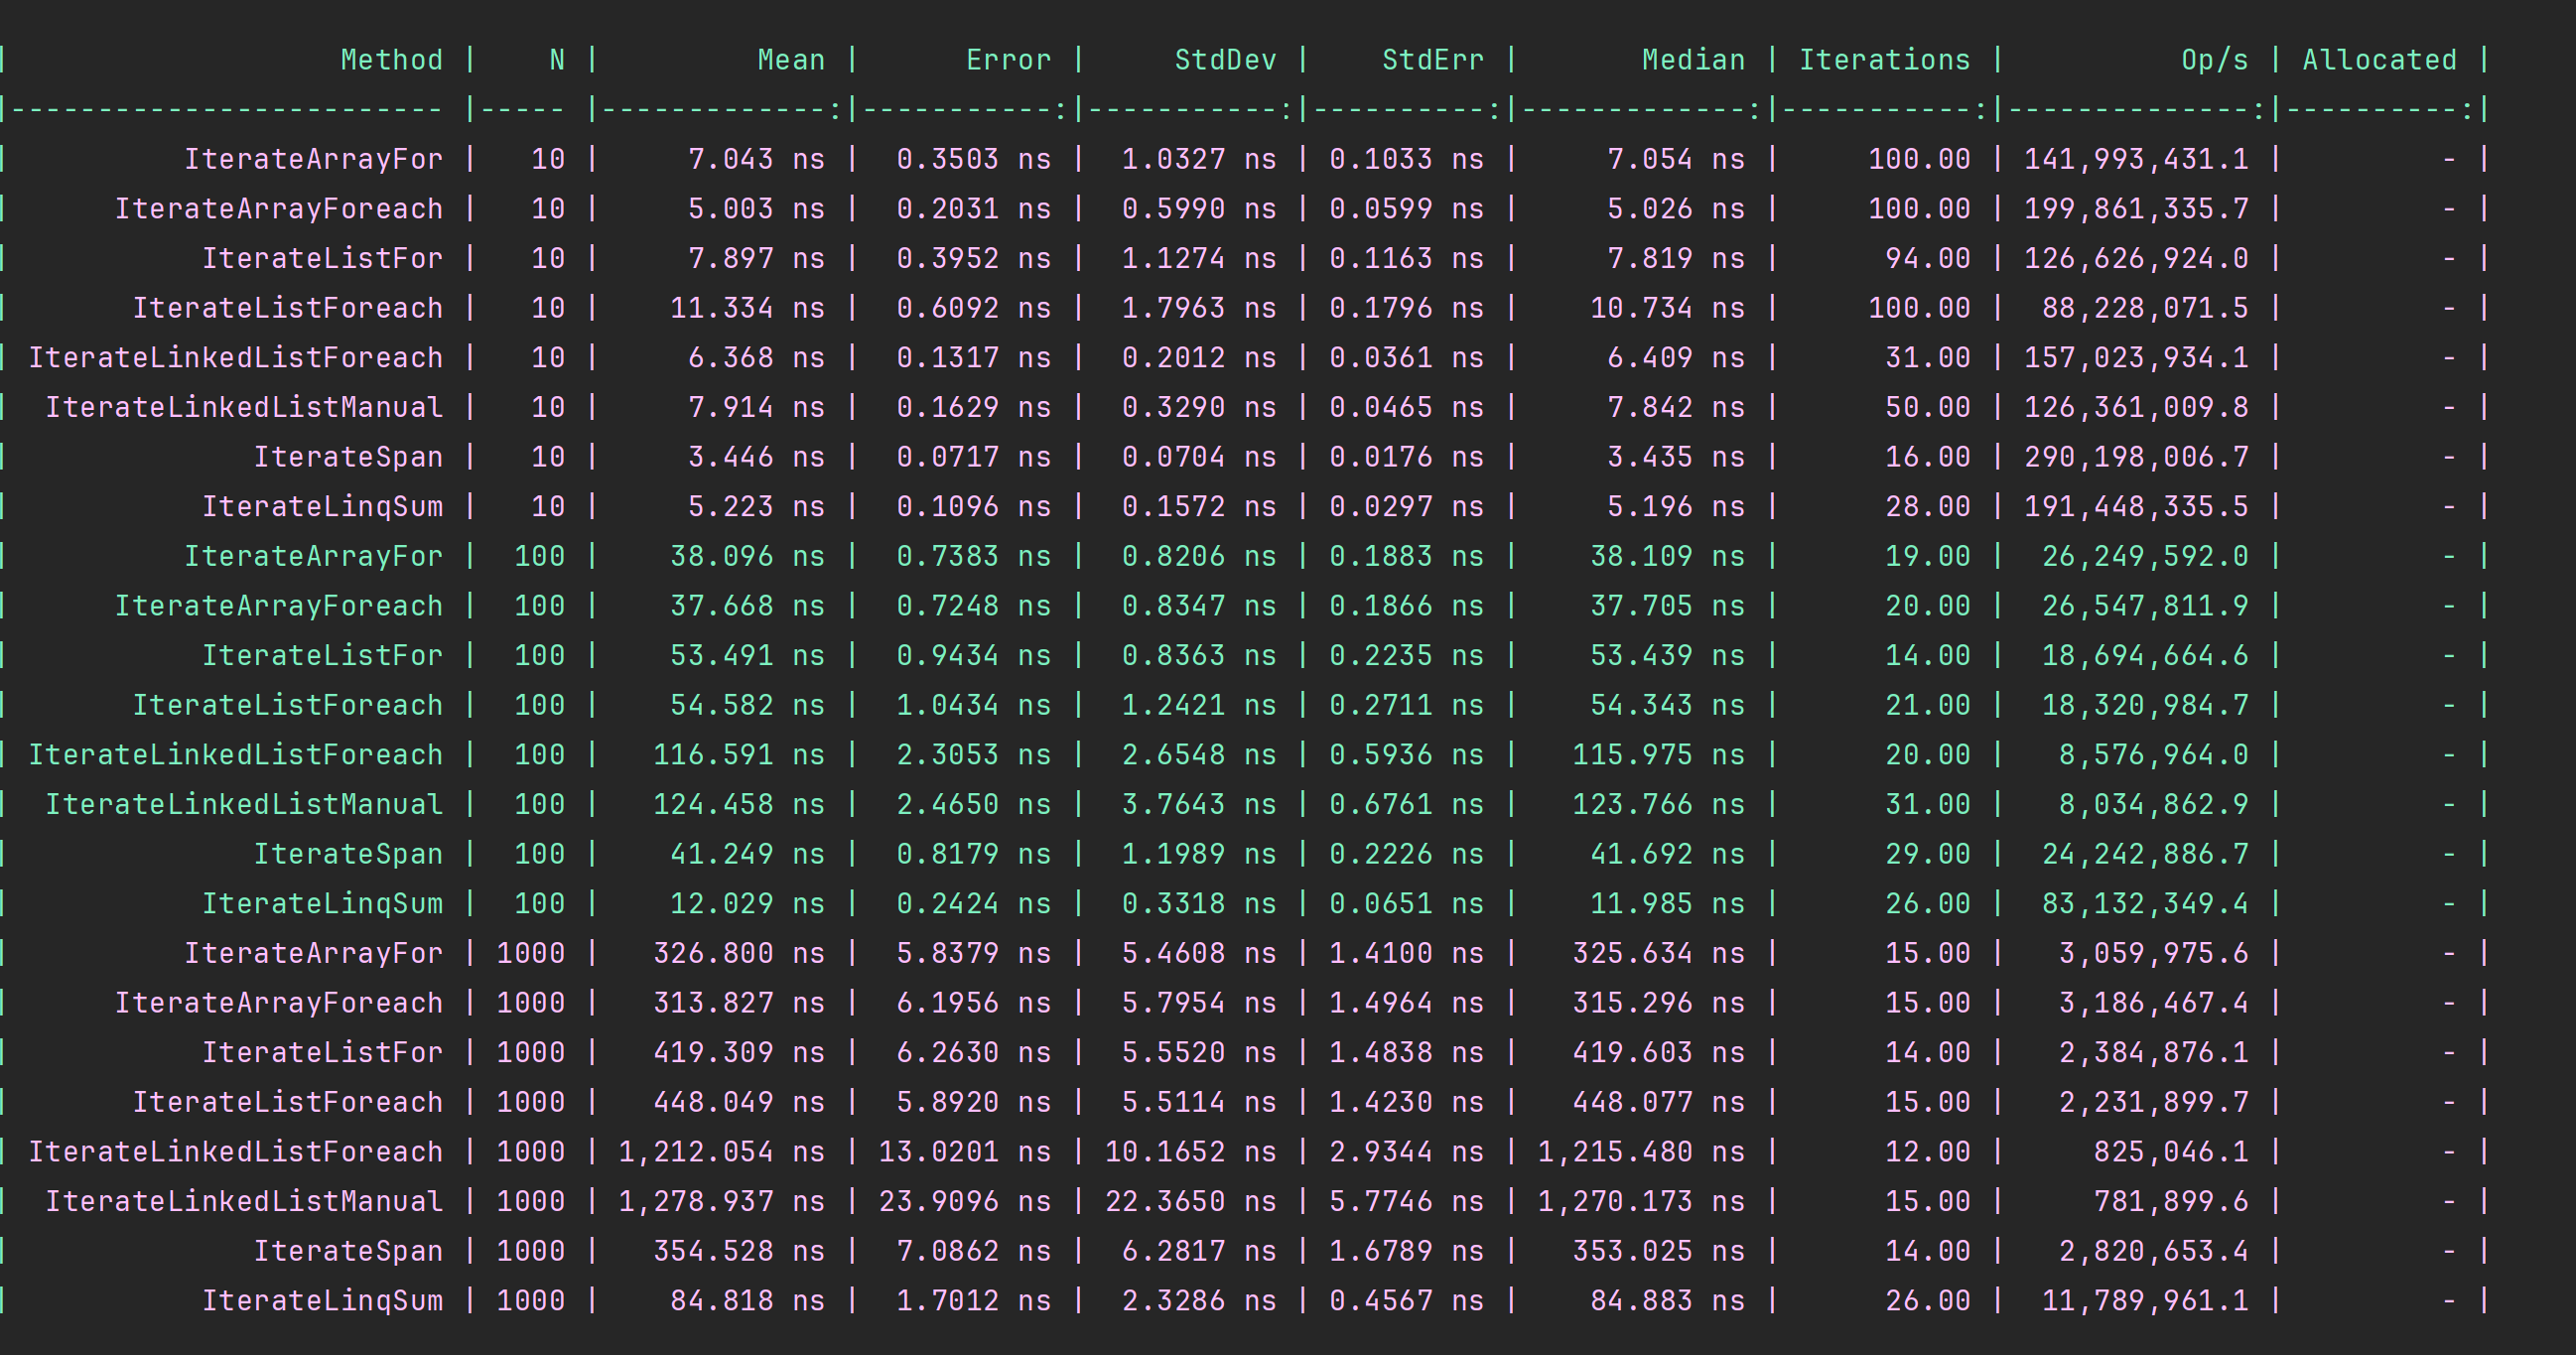 |                   Method |    N |         Mean |      Error |     StdDev |    StdErr |       Median | Iterations |          Op/s | Allocated |
|------------------------- |----- |-------------:|-----------:|-----------:|----------:|-------------:|-----------:|--------------:|----------:|
|          IterateArrayFor |   10 |     7.043 ns |  0.3503 ns |  1.0327 ns | 0.1033 ns |     7.054 ns |     100.00 | 141,993,431.1 |         - |
|      IterateArrayForeach |   10 |     5.003 ns |  0.2031 ns |  0.5990 ns | 0.0599 ns |     5.026 ns |     100.00 | 199,861,335.7 |         - |
|           IterateListFor |   10 |     7.897 ns |  0.3952 ns |  1.1274 ns | 0.1163 ns |     7.819 ns |      94.00 | 126,626,924.0 |         - |
|       IterateListForeach |   10 |    11.334 ns |  0.6092 ns |  1.7963 ns | 0.1796 ns |    10.734 ns |     100.00 |  88,228,071.5 |         - |
| IterateLinkedListForeach |   10 |     6.368 ns |  0.1317 ns |  0.2012 ns | 0.0361 ns |     6.409 ns |      31.00 | 157,023,934.1 |         - |
|  IterateLinkedListManual |   10 |     7.914 ns |  0.1629 ns |  0.3290 ns | 0.0465 ns |     7.842 ns |      50.00 | 126,361,009.8 |         - |
|              IterateSpan |   10 |     3.446 ns |  0.0717 ns |  0.0704 ns | 0.0176 ns |     3.435 ns |      16.00 | 290,198,006.7 |         - |
|           IterateLinqSum |   10 |     5.223 ns |  0.1096 ns |  0.1572 ns | 0.0297 ns |     5.196 ns |      28.00 | 191,448,335.5 |         - |
|          IterateArrayFor |  100 |    38.096 ns |  0.7383 ns |  0.8206 ns | 0.1883 ns |    38.109 ns |      19.00 |  26,249,592.0 |         - |
|      IterateArrayForeach |  100 |    37.668 ns |  0.7248 ns |  0.8347 ns | 0.1866 ns |    37.705 ns |      20.00 |  26,547,811.9 |         - |
|           IterateListFor |  100 |    53.491 ns |  0.9434 ns |  0.8363 ns | 0.2235 ns |    53.439 ns |      14.00 |  18,694,664.6 |         - |
|       IterateListForeach |  100 |    54.582 ns |  1.0434 ns |  1.2421 ns | 0.2711 ns |    54.343 ns |      21.00 |  18,320,984.7 |         - |
| IterateLinkedListForeach |  100 |   116.591 ns |  2.3053 ns |  2.6548 ns | 0.5936 ns |   115.975 ns |      20.00 |   8,576,964.0 |         - |
|  IterateLinkedListManual |  100 |   124.458 ns |  2.4650 ns |  3.7643 ns | 0.6761 ns |   123.766 ns |      31.00 |   8,034,862.9 |         - |
|              IterateSpan |  100 |    41.249 ns |  0.8179 ns |  1.1989 ns | 0.2226 ns |    41.692 ns |      29.00 |  24,242,886.7 |         - |
|           IterateLinqSum |  100 |    12.029 ns |  0.2424 ns |  0.3318 ns | 0.0651 ns |    11.985 ns |      26.00 |  83,132,349.4 |         - |
|          IterateArrayFor | 1000 |   326.800 ns |  5.8379 ns |  5.4608 ns | 1.4100 ns |   325.634 ns |      15.00 |   3,059,975.6 |         - |
|      IterateArrayForeach | 1000 |   313.827 ns |  6.1956 ns |  5.7954 ns | 1.4964 ns |   315.296 ns |      15.00 |   3,186,467.4 |         - |
|           IterateListFor | 1000 |   419.309 ns |  6.2630 ns |  5.5520 ns | 1.4838 ns |   419.603 ns |      14.00 |   2,384,876.1 |         - |
|       IterateListForeach | 1000 |   448.049 ns |  5.8920 ns |  5.5114 ns | 1.4230 ns |   448.077 ns |      15.00 |   2,231,899.7 |         - |
| IterateLinkedListForeach | 1000 | 1,212.054 ns | 13.0201 ns | 10.1652 ns | 2.9344 ns | 1,215.480 ns |      12.00 |     825,046.1 |         - |
|  IterateLinkedListManual | 1000 | 1,278.937 ns | 23.9096 ns | 22.3650 ns | 5.7746 ns | 1,270.173 ns |      15.00 |     781,899.6 |         - |
|              IterateSpan | 1000 |   354.528 ns |  7.0862 ns |  6.2817 ns | 1.6789 ns |   353.025 ns |      14.00 |   2,820,653.4 |         - |
|           IterateLinqSum | 1000 |    84.818 ns |  1.7012 ns |  2.3286 ns | 0.4567 ns |    84.883 ns |      26.00 |  11,789,961.1 |         - |